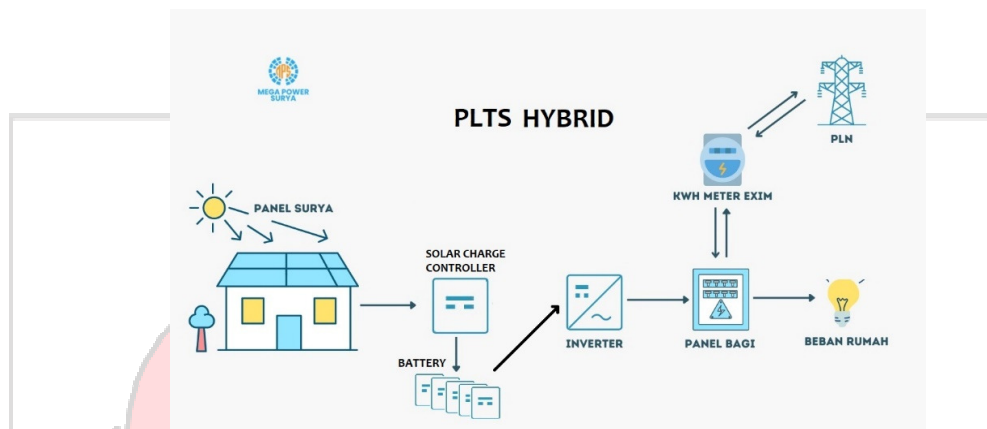 MPS
MEGA POWER
SURYA
PLTS HYBRID
PLN
KWH METER EXIM
PANEL SURYA
SOLAR CHARGE
CONTROLLER
INVERTER
PANEL BAGI
BEBAN RUMAH
BATTERY